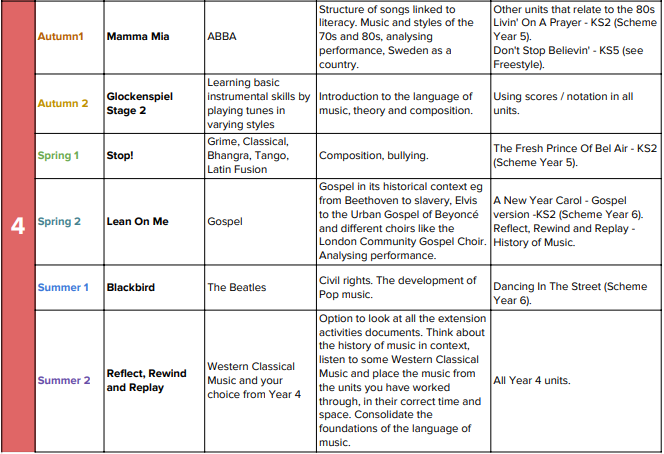 4
Autumn1
Mamma Mia
ABBA
Structure of songs linked to
literacy. Music and styles of the
70s and 80s, analysing
performance, Sweden as a
country.
Other units that relate to the 80s
Livin' On A Prayer - KS2 (Scheme
Year 5).
Don't Stop Believin' - KS5 (see
Freestyle).
Autumn 2
Glockenspiel
Stage 2
Learning basic
instrumental skills by
playing tunes in
varying styles
Introduction to the language of
music, theory and composition.
Using scores / notation in all
units.
Spring 1
Stop!
Grime, Classical,
Bhangra, Tango,
Latin Fusion
Composition, bullying.
The Fresh Prince Of Bel Air - KS2
(Scheme Year 5).
Spring 2
Lean On Me
Gospel
Gospel in its historical context eg
from Beethoven to slavery, Elvis
to the Urban Gospel of Beyoncé
and different choirs like the
London Community Gospel Choir.
Analysing performance.
A New Year Carol - Gospel
version -KS2 (Scheme Year 6).
Reflect, Rewind and Replay -
History of Music.
Summer 1
Blackbird
The Beatles
Civil rights. The development of
Pop music.
Dancing In The Street (Scheme
Year 6).
Summer 2
Reflect, Rewind
and Replay
Western Classical
Music and your
choice from Year 4
Option to look at all the extension
activities documents. Think about
the history of music in context,
listen to some Western Classical
Music and place the music from
the units you have worked
through, in their correct time and
space. Consolidate the
foundations of the language of
music.
All Year 4 units.